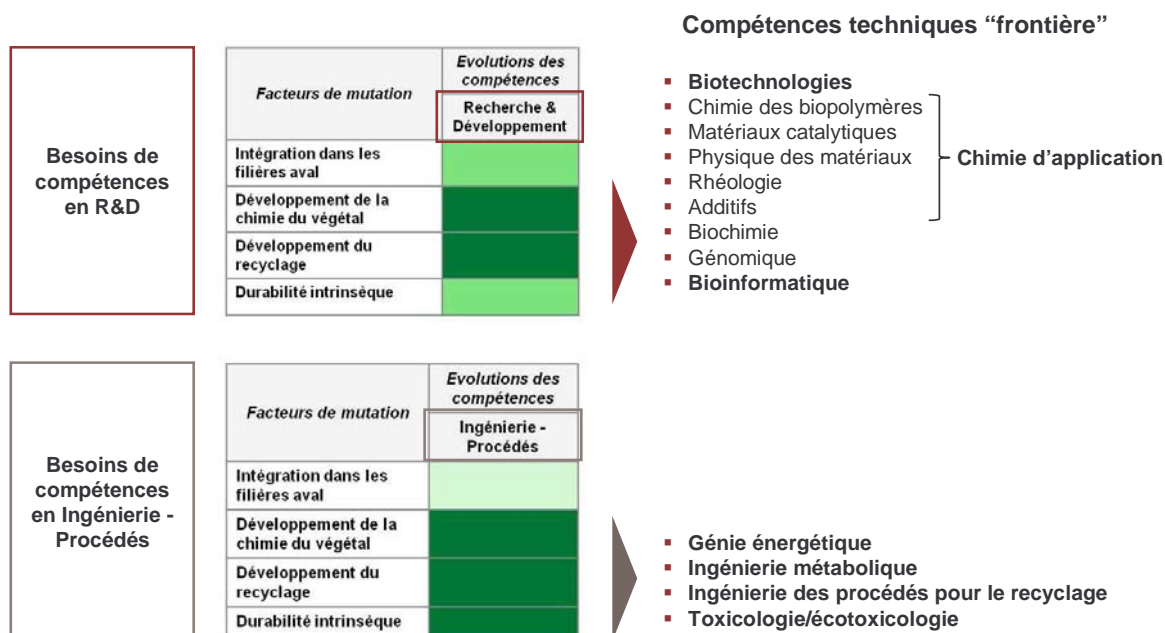 Compétences techniques “frontière”
Besoins de
compétences
en R&D
Facteurs de mutation
Evolutions des
compétences
Recherche &
Développement
Intégration dans les
filières aval
Développement de la
chimie du végétal
Développement du
recyclage
Durabilité intrinsèque
▪ Biotechnologies
▪ Chimie des biopolymères
▪ Matériaux catalytiques
▪ Physique des matériaux
▪ Rhéologie
▪ Additifs
▪ Biochimie
▪ Génomique
▪ Bioinformatique
Chimie d’application
Besoins de
compétences
en Ingénierie -
Procédés
Facteurs de mutation
Evolutions des
compétences
Ingénierie -
Procédés
Intégration dans les
filières aval
Développement de la
chimie du végétal
Développement du
recyclage
Durabilité intrinsèque
▪ Génie énergétique
▪ Ingénierie métabolique
▪ Ingénierie des procédés pour le recyclage
▪ Toxicologie/écotoxicologie